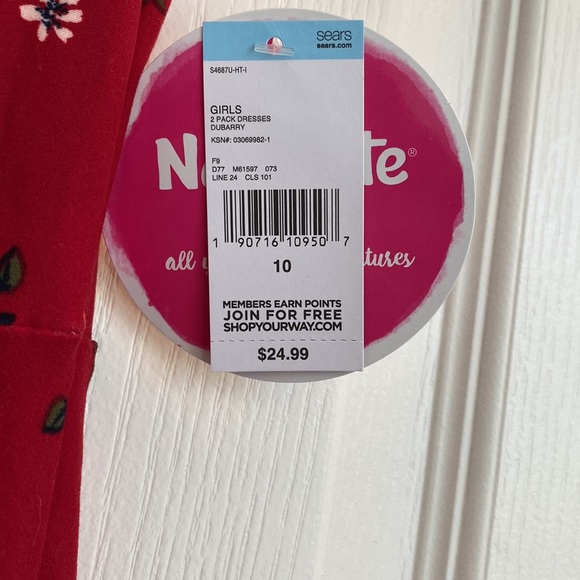 sears
sears.com
S4687U-HT-I
GIRLS
2 PACK DRESSES
DUBARRY
KSN#: 03069982-1
F9
D77 M61597 073
LINE 24 CLS 101
1 90716 10950 7
10
MEMBERS EARN POINTS
JOIN FOR FREE
SHOPYOURWAY.COM
$24.99
®
all